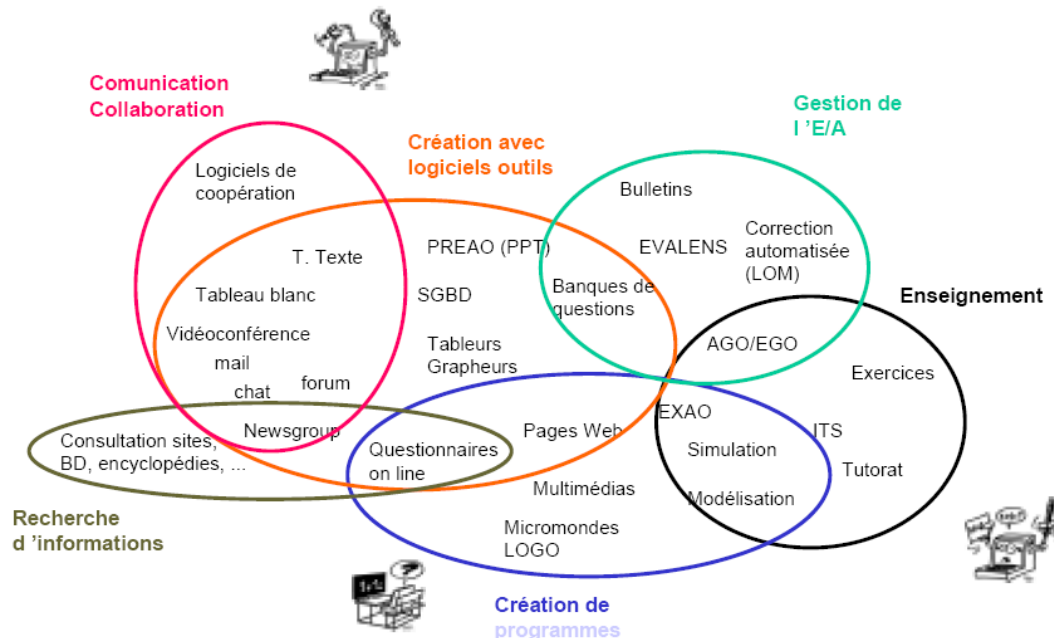 Comunication
Collaboration
Gestion de
l 'E/A
Création avec
logiciels outils
Logiciels de
coopération
Bulletins
T. Texte
PREAO (PPT)
EVALENS
Correction
automatisée
(LOM)
Tableau blanc
SGBD
Banques de
questions
Enseignement
Vidéoconférence
mail
chat
forum
Tableurs
Grapheurs
AGO/EGO
Exercices
Newsgroup
Consultation sites,
BD, encyclopédies, ...
Questionnaires
on line
Pages Web
EXAO
Simulation
ITS
Tutorat
Multimédias
Modélisation
Micromondes
LOGO
Recherche
d 'informations
Création de
programmes